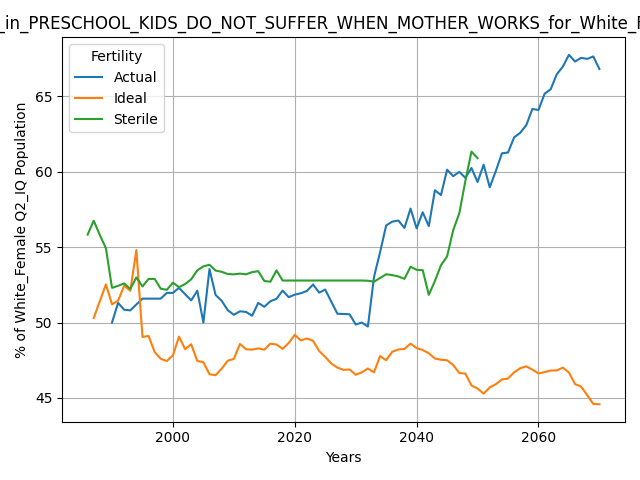 _in_PRESCHOOL_KIDS_DO_NOT_SUFFER_WHEN_MOTHER_WORKS_for_White_F
Fertility
Actual
Ideal
Sterile
% of White_Female Q2_IQ Population
65
60
55
50
45
2000
2020
2040
2060
Years